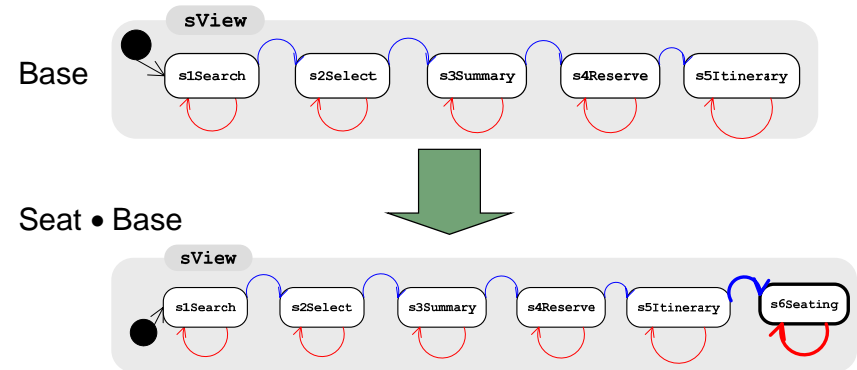 sView
Base
s1Search s2Select s3Summary s4Reserve s5Itinerary
Seat • Base
sView
s1Search s2Select s3Summary s4Reserve s5Itinerary s6Seating